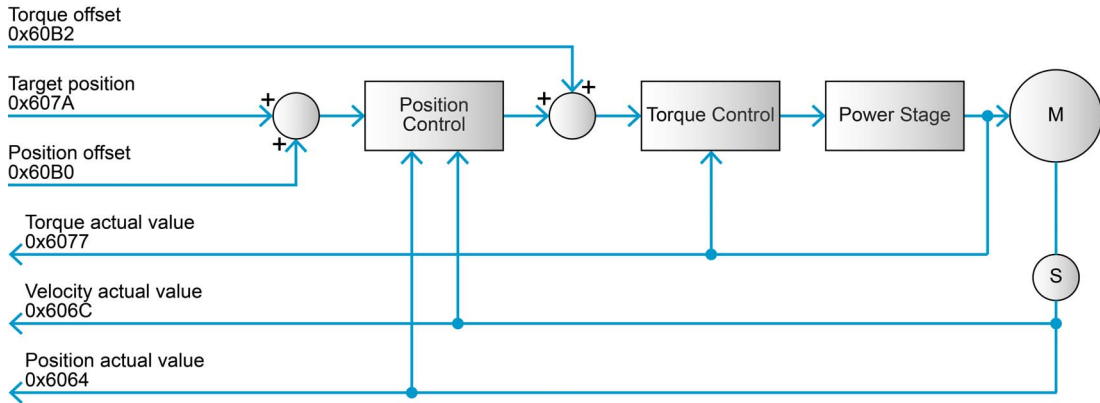 Torque offset
0x60B2
Target position
0x607A
Position offset
0x60B0
+
+
Position
Control
+
+
Torque Control
Power Stage
M
Torque actual value
0x6077
S
Velocity actual value
0x606C
Position actual value
0x6064